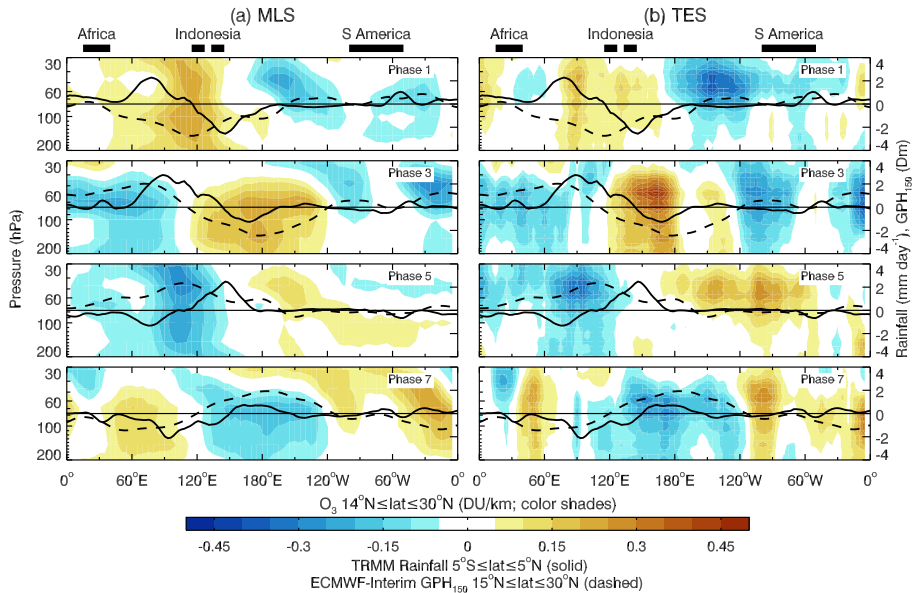 (a) MLS
(b) TES
Africa Indonesia S America
Africa Indonesia S America
30 Phase 1 Phase 1 4
60 2
100 0
-2
200 -4
30 Phase 3 Phase 3 4
60 2
100 0
-2
200 -4
30 Phase 5 Phase 5 4
60 2
100 0
-2
200 -4
30 Phase 7 Phase 7 4
60 2
100 0
-2
200 -4
Pressure (hPa)
Rainfall (mm day⁻¹), GPH₁₅₀ (Dm)
0° 60°E 120°E 180°E 120°W 60°W 0°
0° 60°E 120°E 180°E 120°W 60°W 0°
O₃ 14°N≤lat≤30°N (DU/km; color shades)
-0.45 -0.3 -0.15 0 0.15 0.3 0.45
TRMM Rainfall 5°S≤lat≤5°N (solid)
ECMWF-Interim GPH₁₅₀ 15°N≤lat≤30°N (dashed)